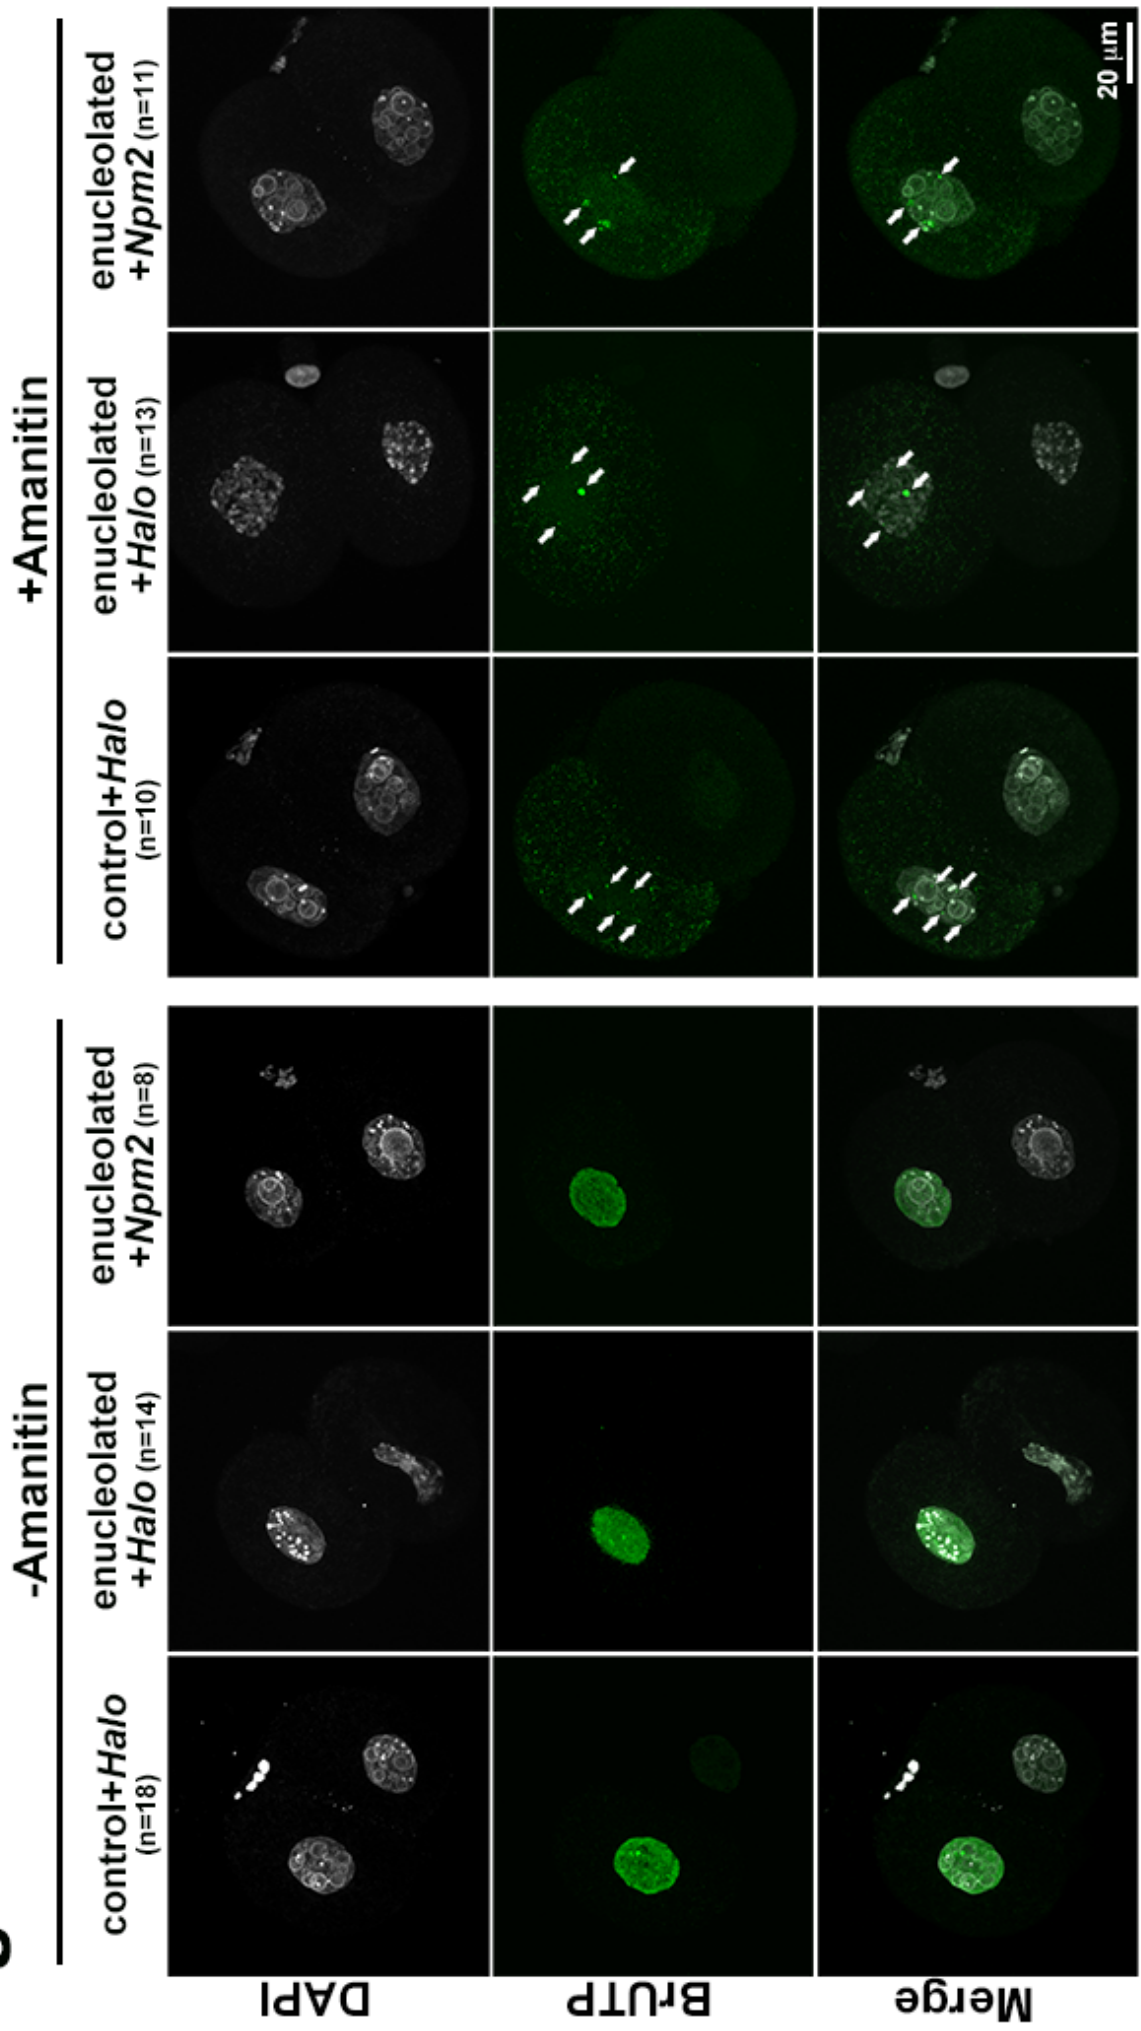 -Amanitin
+Amanitin
control+Halo
(n=18)
enucleolated
+Halo (n=14)
enucleolated
+Npm2 (n=8)
control+Halo
(n=10)
enucleolated
+Halo (n=13)
enucleolated
+Npm2 (n=11)
DAPI
BrUTP
Merge
20 µm